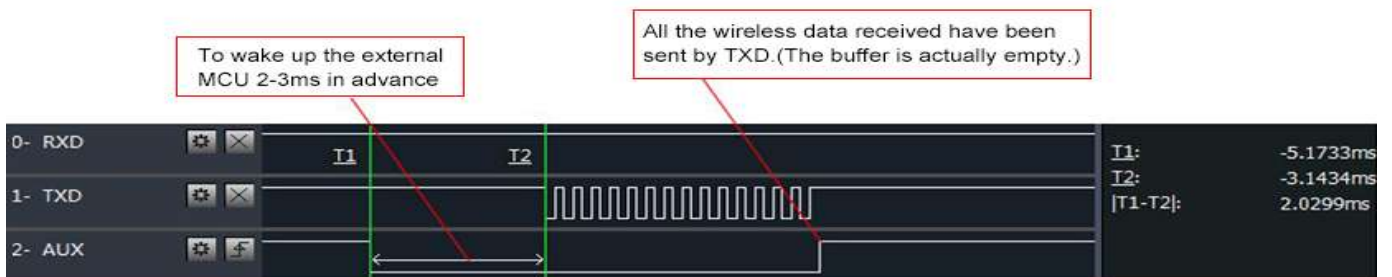 To wake up the external
MCU 2-3ms in advance
All the wireless data received have been
sent by TXD.(The buffer is actually empty.)
0- RXD
T1
T2
1- TXD
2- AUX
T1: -5.1733ms
T2: -3.1434ms
|T1-T2|: 2.0299ms